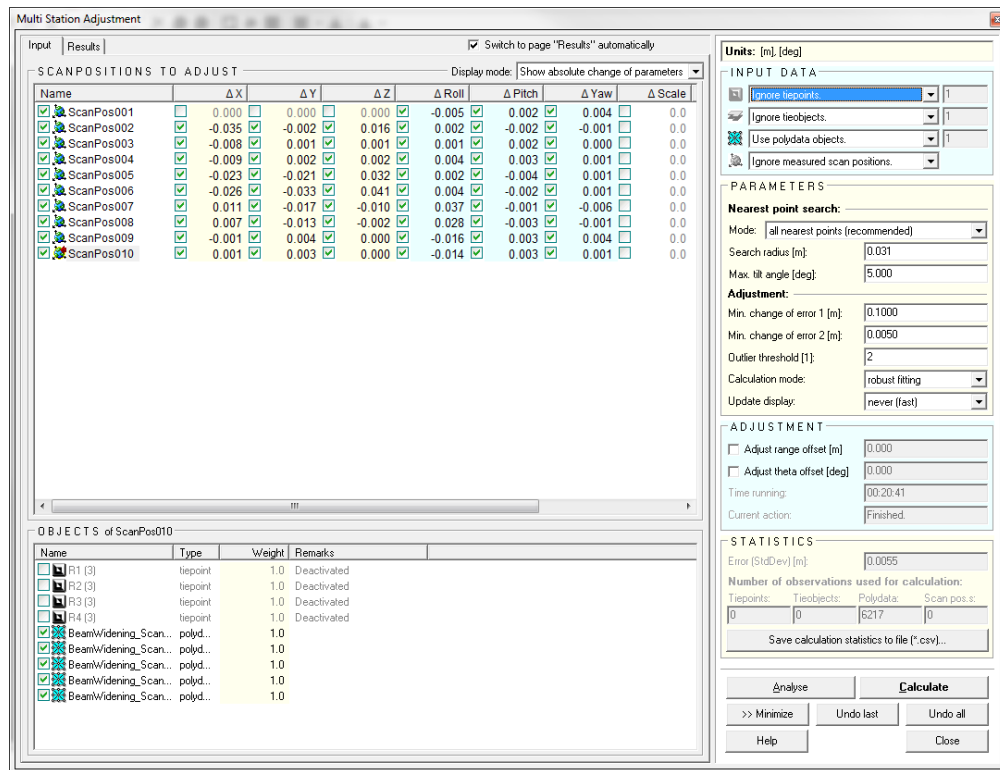 Multi Station Adjustment
Input Results Switch to page "Results" automatically
SCANPOSITIONS TO ADJUST Display mode: Show absolute change of parameters
Name Δ X Δ Y Δ Z Δ Roll Δ Pitch Δ Yaw Δ Scale
ScanPos001 0.000 0.000 0.000 -0.005 0.002 0.004 0.0
ScanPos002 -0.035 -0.002 0.016 0.002 -0.002 -0.001 0.0
ScanPos003 -0.008 0.001 0.001 0.001 0.002 0.000 0.0
ScanPos004 -0.009 0.002 0.002 0.004 0.003 0.001 0.0
ScanPos005 -0.023 -0.021 0.032 0.002 -0.004 0.001 0.0
ScanPos006 -0.026 -0.033 0.041 0.004 -0.002 0.001 0.0
ScanPos007 0.011 -0.017 -0.010 0.037 -0.001 -0.006 0.0
ScanPos008 0.007 -0.013 -0.002 0.028 -0.003 -0.001 0.0
ScanPos009 -0.001 0.004 0.000 -0.016 0.003 0.004 0.0
ScanPos010 0.001 0.003 0.000 -0.014 0.003 0.001 0.0
OBJECTS of ScanPos010
Name Type Weight Remarks
R1 (3) tiepoint 1.0 Deactivated
R2 (3) tiepoint 1.0 Deactivated
R3 (3) tiepoint 1.0 Deactivated
R4 (3) tiepoint 1.0 Deactivated
BeamWidening_Scan... polyd... 1.0
BeamWidening_Scan... polyd... 1.0
BeamWidening_Scan... polyd... 1.0
BeamWidening_Scan... polyd... 1.0
BeamWidening_Scan... polyd... 1.0
Units: [m], [deg]
INPUT DATA
Ignore tiepoints. 1
Ignore tieobjects. 1
Use polydata objects. 1
Ignore measured scan positions.
PARAMETERS
Nearest point search:
Mode: all nearest points (recommended)
Search radius [m]: 0.031
Max. tilt angle [deg]: 5.000
Adjustment:
Min. change of error 1 [m]: 0.1000
Min. change of error 2 [m]: 0.0050
Outlier threshold [1]: 2
Calculation mode: robust fitting
Update display: never (fast)
ADJUSTMENT
Adjust range offset [m] 0.000
Adjust theta offset [deg] 0.000
Time running: 00:20:41
Current action: Finished.
STATISTICS
Error (StdDev) [m]: 0.0055
Number of observations used for calculation:
Tiepoints: Tieobjects: Polydata: Scan pos.s:
0 0 6217 0
Save calculation statistics to file (*.csv)...
Analyse Calculate
>> Minimize Undo last Undo all
Help Close